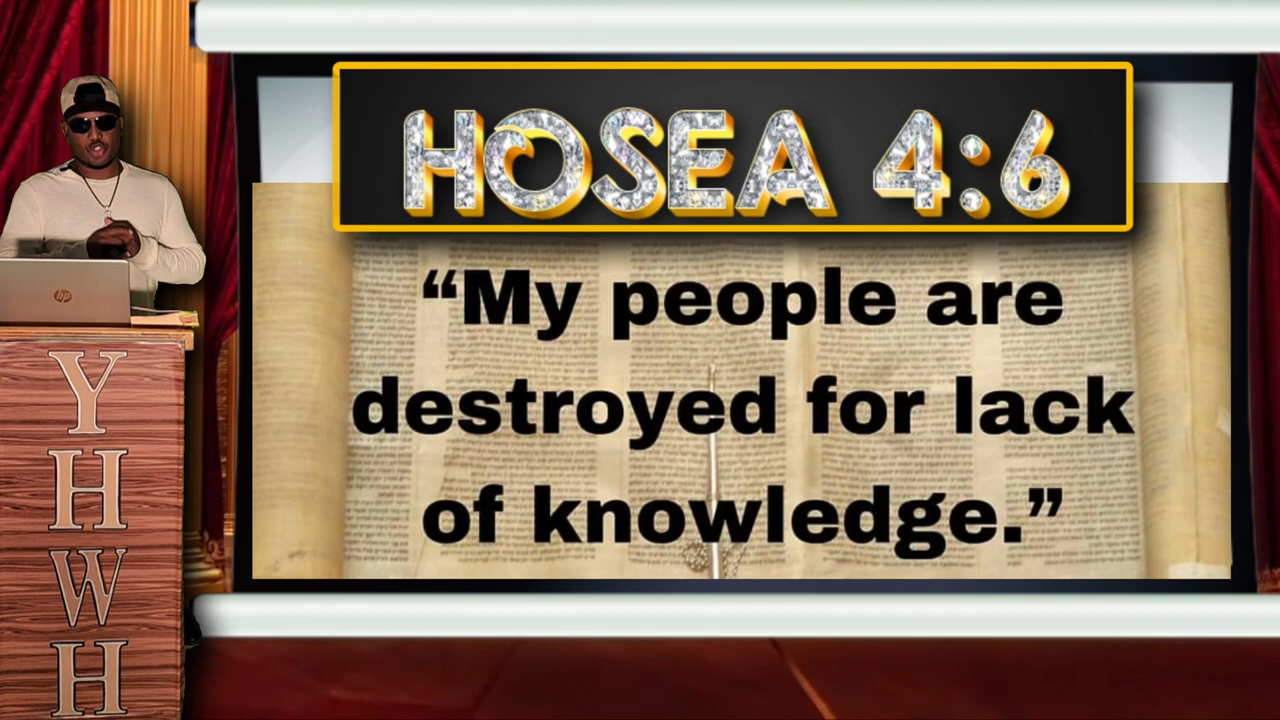 HOSEA 4:6
“My people are
destroyed for lack
of knowledge.”
hp
Y
H
W
H